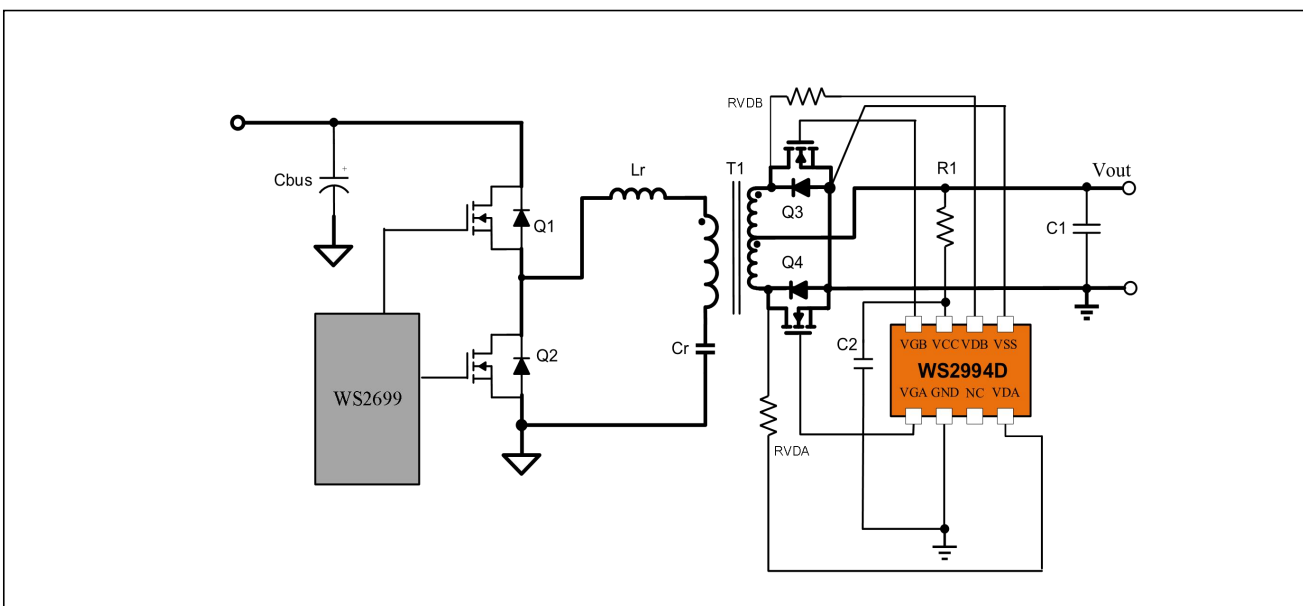 RVDB
Cbus
+
Lr
T1
R1
Vout
Q1
Q3
C1
Q4
Q2
Cr
C2
VGB VCC VDB VSS
WS2994D
VGA GND NC VDA
WS2699
RVDA